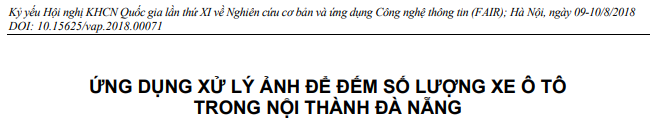 Kỷ yếu Hội nghị KHCN Quốc gia lần thứ XI về Nghiên cứu cơ bản và ứng dụng Công nghệ thông tin (FAIR); Hà Nội, ngày 09-10/8/2018
DOI: 10.15625/vap.2018.00071
ỨNG DỤNG XỬ LÝ ẢNH ĐỂ ĐẾM SỐ LƯỢNG XE Ô TÔ
TRONG NỘI THÀNH ĐÀ NẴNG